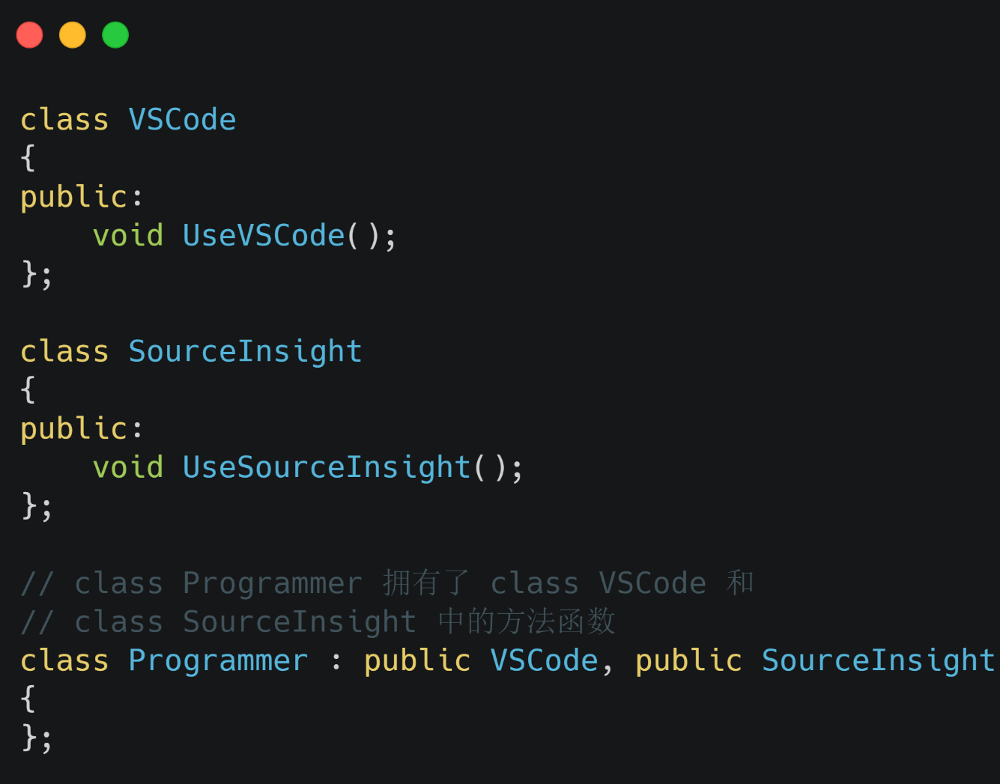 class VSCode
{
public:
    void UseVSCode();
};

class SourceInsight
{
public:
    void UseSourceInsight();
};

// class Programmer 拥有了 class VSCode 和
// class SourceInsight 中的方法函数
class Programmer : public VSCode, public SourceInsight
{
};